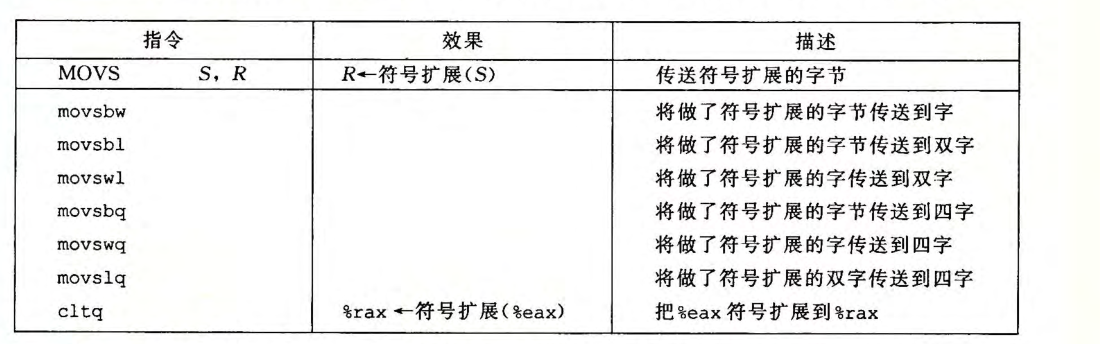 指令 效果 描述
MOVS S, R R←符号扩展(S) 传送符号扩展的字节
movsbw 将做了符号扩展的字节传送到字
movsbl 将做了符号扩展的字节传送到双字
movswl 将做了符号扩展的字传送到双字
movsbq 将做了符号扩展的字节传送到四字
movswq 将做了符号扩展的字传送到四字
movslq 将做了符号扩展的双字传送到四字
cltq %rax←符号扩展(%eax) 把%eax符号扩展到%rax